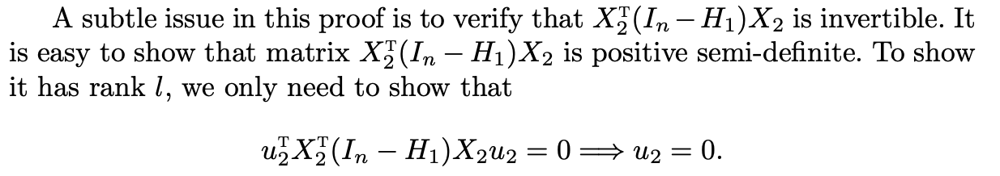 A subtle issue in this proof is to verify that $X_2^{\mathrm{T}}(I_n - H_1)X_2$ is invertible. It
is easy to show that matrix $X_2^{\mathrm{T}}(I_n - H_1)X_2$ is positive semi-definite. To show
it has rank $l$, we only need to show that
$u_2^{\mathrm{T}} X_2^{\mathrm{T}}(I_n - H_1)X_2 u_2 = 0 \Longrightarrow u_2 = 0.$